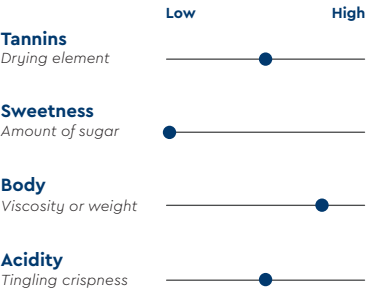 Low High
Tannins
Drying element
Sweetness
Amount of sugar
Body
Viscosity or weight
Acidity
Tingling crispness